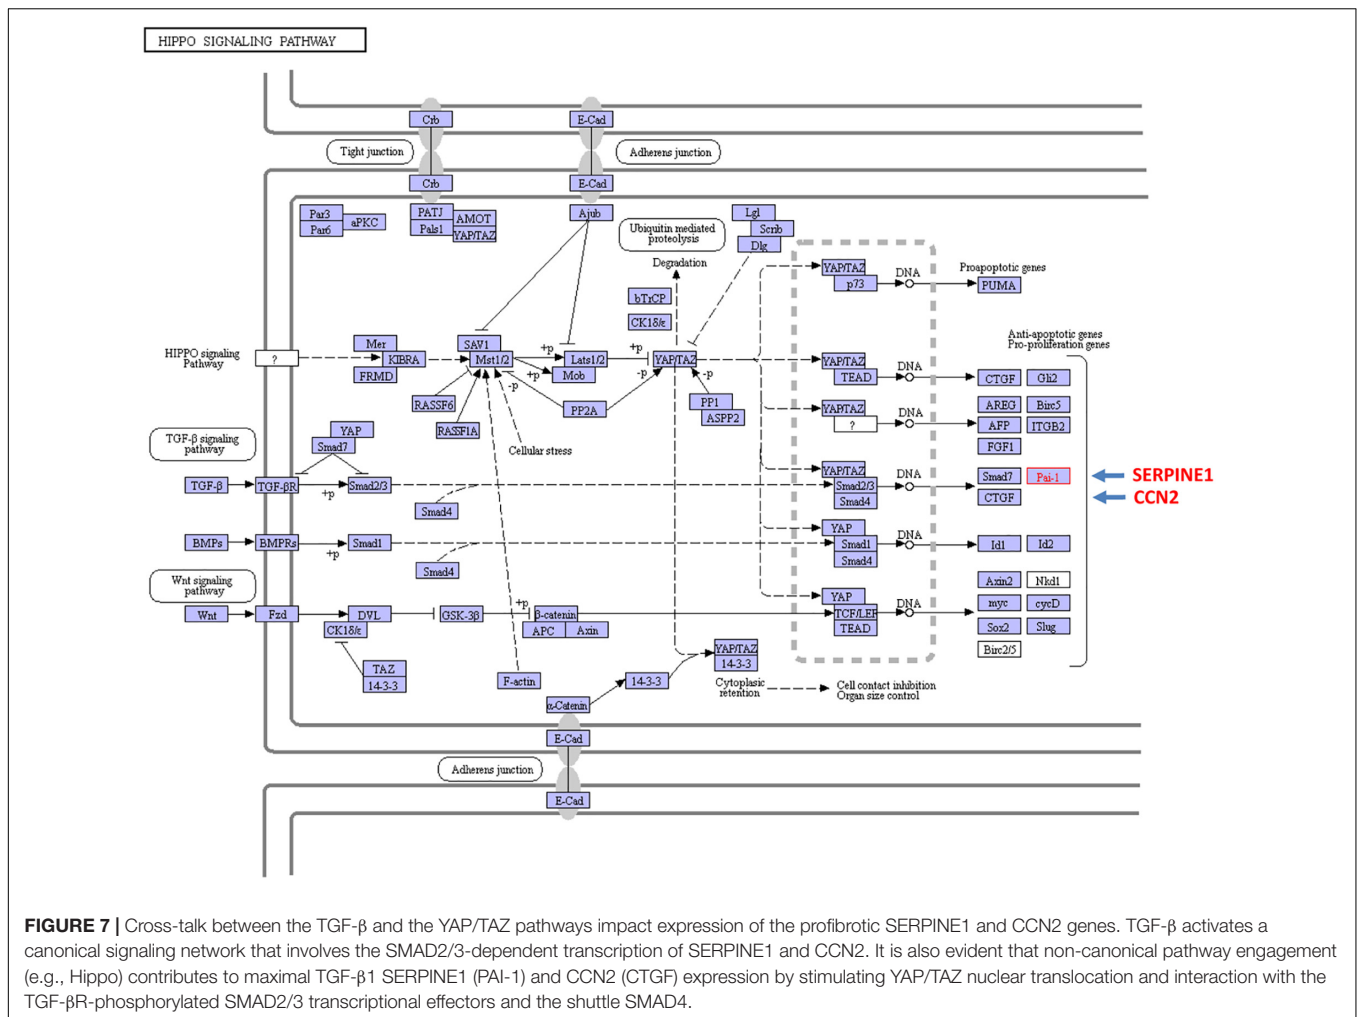 HIPPO SIGNALING PATHWAY
Crb
E-Cad
Tight junction
Adherens junction
Crb
E-Cad
Par3
Par6
aPKC
PATJ
Pals1
AMOT
YAP/TAZ
Ajub
Ubiquitin mediated
proteolysis
Degradation
Lgl
Scrib
Dlg
bTrCP
CK1δ/ε
YAP/TAZ
p73
DNA
Proapoptotic genes
PUMA
HIPPO signaling
Pathway
?
Mer
KIBRA
FRMD
SAV1
Mst1/2
+p
+p
Lats1/2
Mob
+p
YAP/TAZ
-p
-p
-p
RASSF6
RASSF1A
PP2A
PP1
ASPP2
Cellular stress
YAP/TAZ
TEAD
DNA
Anti-apoptotic genes
Pro-proliferation genes
CTGF
Gli2
YAP/TAZ
?
DNA
AREG
Birc5
AFP
ITGB2
FGF1
TGF-β signaling
pathway
YAP
Smad7
TGF-β
TGF-βR
+p
Smad2/3
Smad4
YAP/TAZ
Smad2/3
Smad4
DNA
Smad7
Pai-1
CTGF
SERPINE1
CCN2
BMPs
BMPRs
+p
Smad1
Smad4
YAP
Smad1
Smad4
DNA
Id1
Id2
Wnt signaling
pathway
Wnt
Fzd
DVL
CK1δ/ε
GSK-3β
+p
β-catenin
APC
Axin
YAP
TCF/LEF
TEAD
DNA
Axin2
Nkd1
myc
cycD
Sox2
Slug
Birc2/5
TAZ
14-3-3
F-actin
α-Catenin
14-3-3
YAP/TAZ
14-3-3
Cytoplasic
retention
Cell contact inhibition
Organ size control
E-Cad
Adherens junction
E-Cad
FIGURE 7 | Cross-talk between the TGF-β and the YAP/TAZ pathways impact expression of the profibrotic SERPINE1 and CCN2 genes. TGF-β activates a
canonical signaling network that involves the SMAD2/3-dependent transcription of SERPINE1 and CCN2. It is also evident that non-canonical pathway engagement
(e.g., Hippo) contributes to maximal TGF-β1 SERPINE1 (PAI-1) and CCN2 (CTGF) expression by stimulating YAP/TAZ nuclear translocation and interaction with the
TGF-βR-phosphorylated SMAD2/3 transcriptional effectors and the shuttle SMAD4.